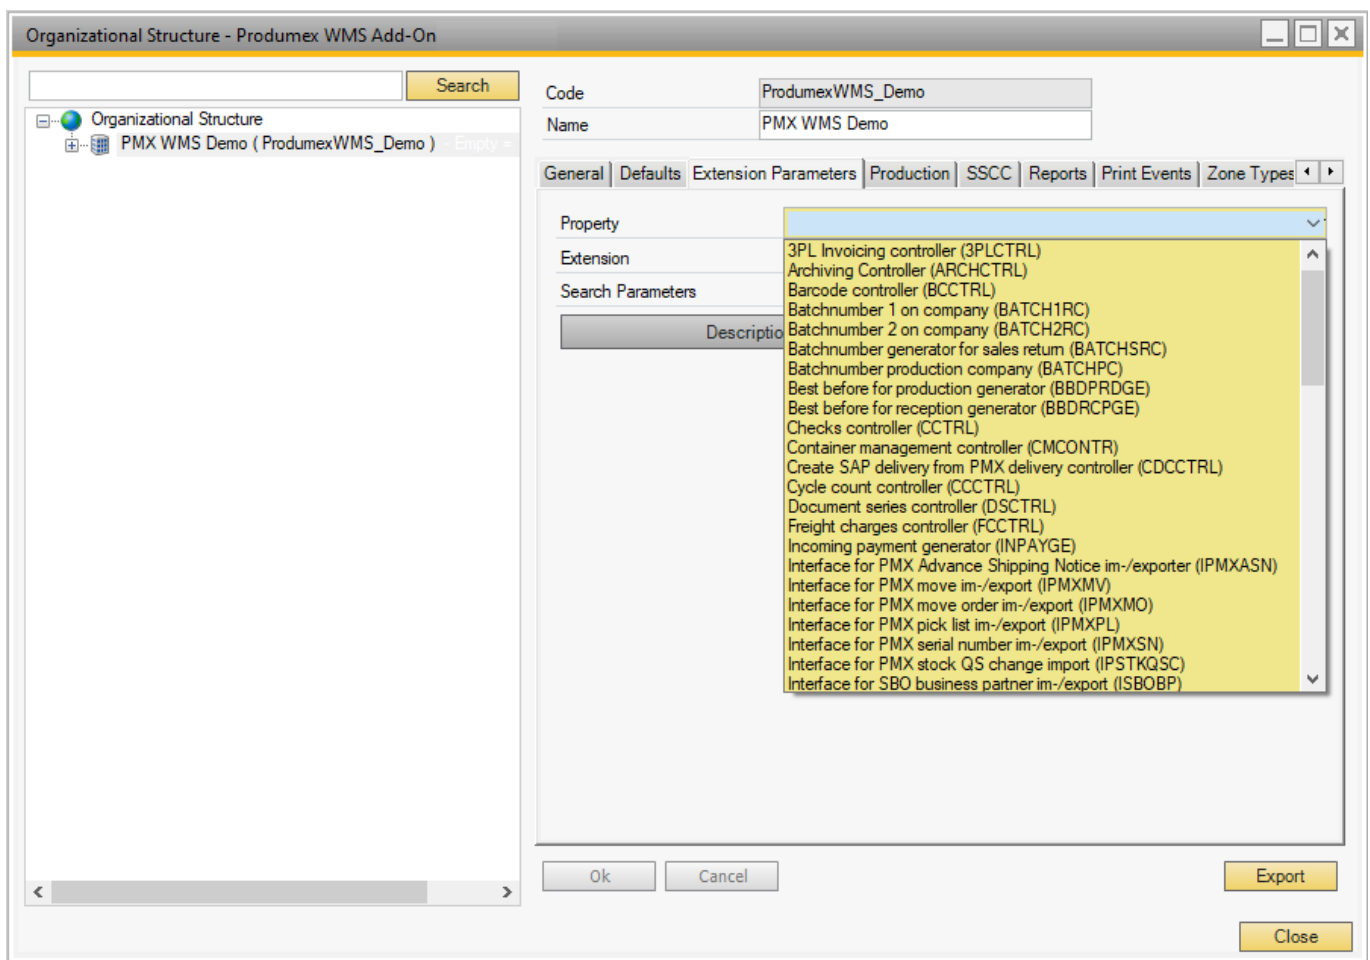 Organizational Structure - Produmex WMS Add-On
Search
Organizational Structure
PMX WMS Demo ( ProdumexWMS_Demo ) - Empty =
Code
ProdumexWMS_Demo
Name
PMX WMS Demo
General Defaults Extension Parameters Production SSCC Reports Print Events Zone Types
Property
Extension
Search Parameters
Descriptio
3PL Invoicing controller (3PLCTRL)
Archiving Controller (ARCHCTRL)
Barcode controller (BCCTRL)
Batchnumber 1 on company (BATCH1RC)
Batchnumber 2 on company (BATCH2RC)
Batchnumber generator for sales return (BATCHSRC)
Batchnumber production company (BATCHPC)
Best before for production generator (BBDPRDGE)
Best before for reception generator (BBDRCPGE)
Checks controller (CCTRL)
Container management controller (CMCONTR)
Create SAP delivery from PMX delivery controller (CDCCTRL)
Cycle count controller (CCCTRL)
Document series controller (DSCTRL)
Freight charges controller (FCCTRL)
Incoming payment generator (INPAYGE)
Interface for PMX Advance Shipping Notice im-/exporter (IPMXASN)
Interface for PMX move im-/export (IPMXMV)
Interface for PMX move order im-/export (IPMXMO)
Interface for PMX pick list im-/export (IPMXPL)
Interface for PMX serial number im-/export (IPMXSN)
Interface for PMX stock QS change import (IPSTKQSC)
Interface for SBO business partner im-/export (ISBOBP)
Ok
Cancel
Export
Close